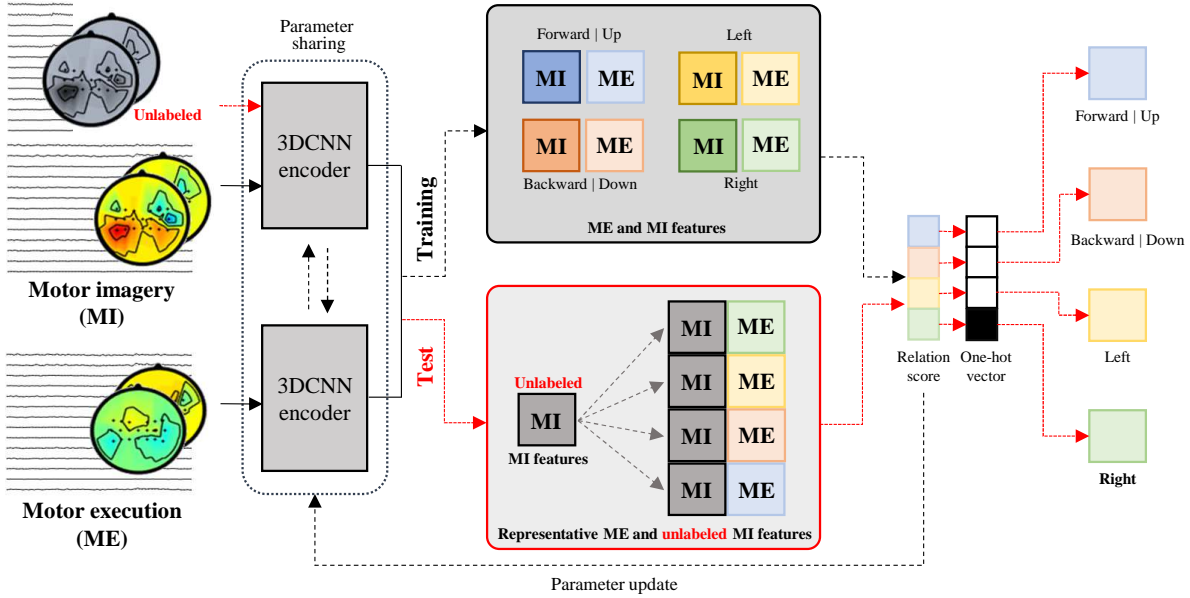 Parameter
sharing
Unlabeled
3DCNN
encoder
Motor imagery
(MI)
3DCNN
encoder
Motor execution
(ME)
Training
Test
Forward | Up
MI ME
Left
MI ME
MI ME
Backward | Down
MI ME
Right
ME and MI features
Unlabeled
MI
MI features
MI ME
MI ME
MI ME
MI ME
Representative ME and unlabeled MI features
Relation
score
One-hot
vector
Forward | Up
Backward | Down
Left
Right
Parameter update